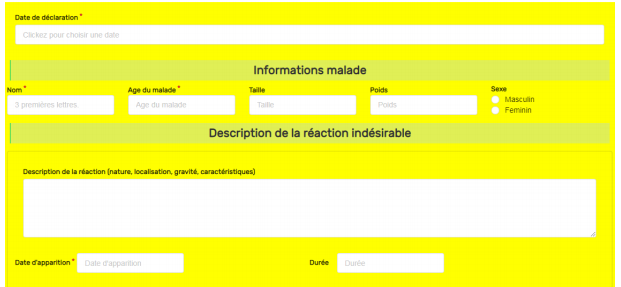 Date de déclaration *
Clickez pour choisir une date
Informations malade
Nom * Age du malade * Taille Poids Sexe
3 premières lettres Age du malade Taille Poids Masculin
Feminin
Description de la réaction indésirable
Description de la réaction (nature, localisation, gravité, caractéristiques)
Date d'apparition * Date d'apparition Durée Durée